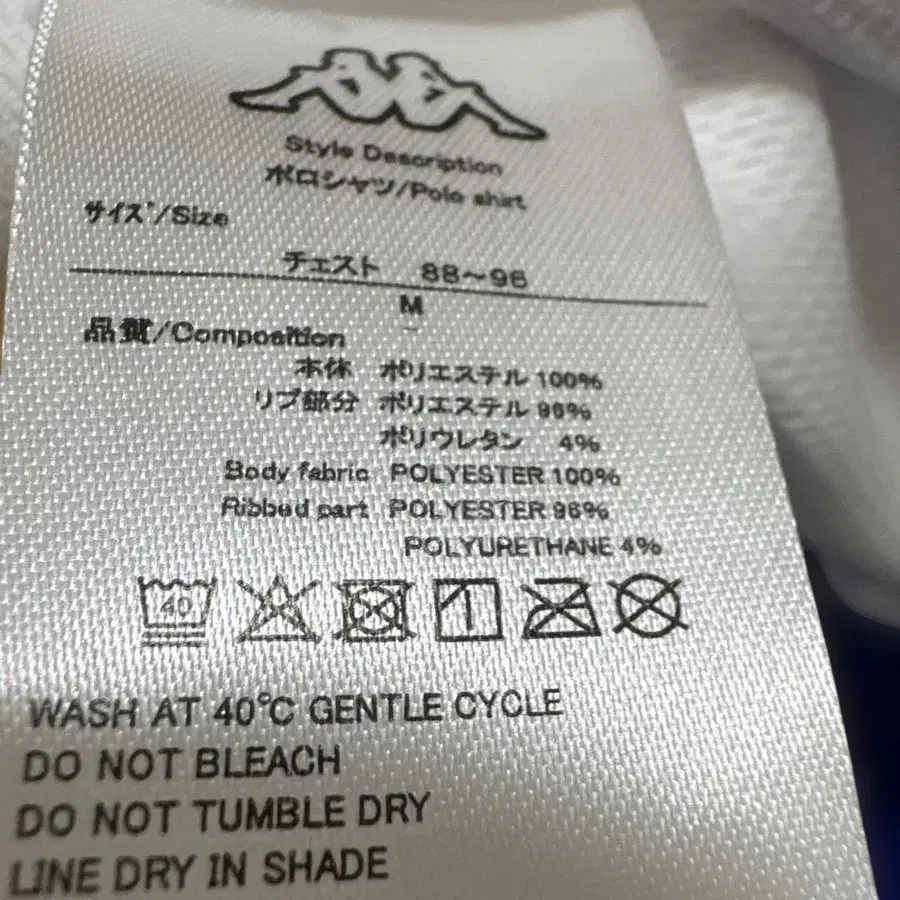 Style Description
ポロシャツ/Polo shirt
サイズ/Size
チェスト 88～96
M
品質/Composition
本体 ポリエステル 100%
リブ部分 ポリエステル 96%
ポリウレタン 4%
Body fabric POLYESTER 100%
Ribbed part POLYESTER 96%
POLYURETHANE 4%
40
WASH AT 40℃ GENTLE CYCLE
DO NOT BLEACH
DO NOT TUMBLE DRY
LINE DRY IN SHADE